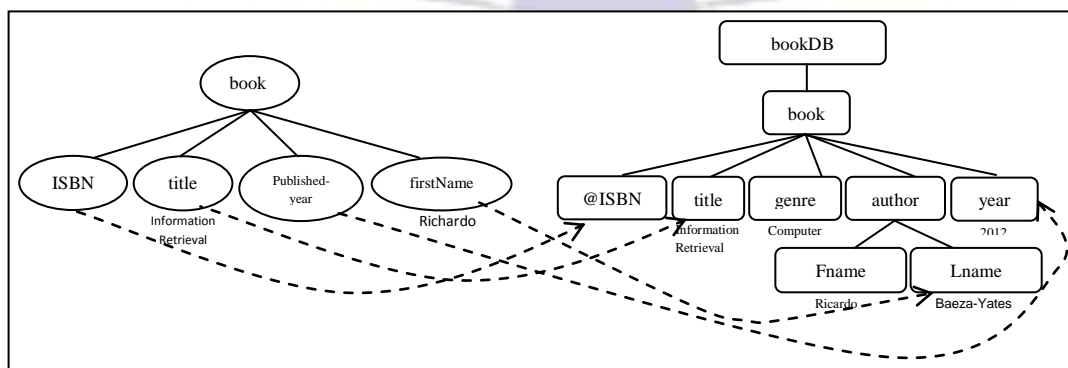 book
ISBN
title
Published-
year
firstName
Information
Retrieval
Richardo
bookDB
book
@ISBN
title
genre
author
year
Information
Retrieval
Computer
2012
Fname
Lname
Ricardo
Baeza-Yates